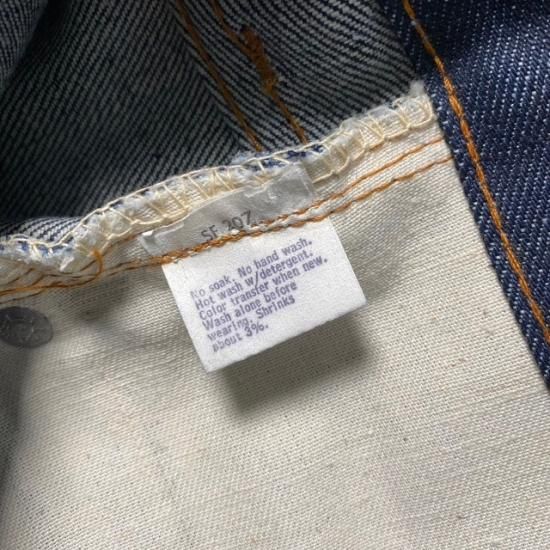 SF 207
No soak. No hand wash.
Hot wash w/detergent.
Color transfer when new.
Wash alone before
wearing. Shrinks
about 3%.